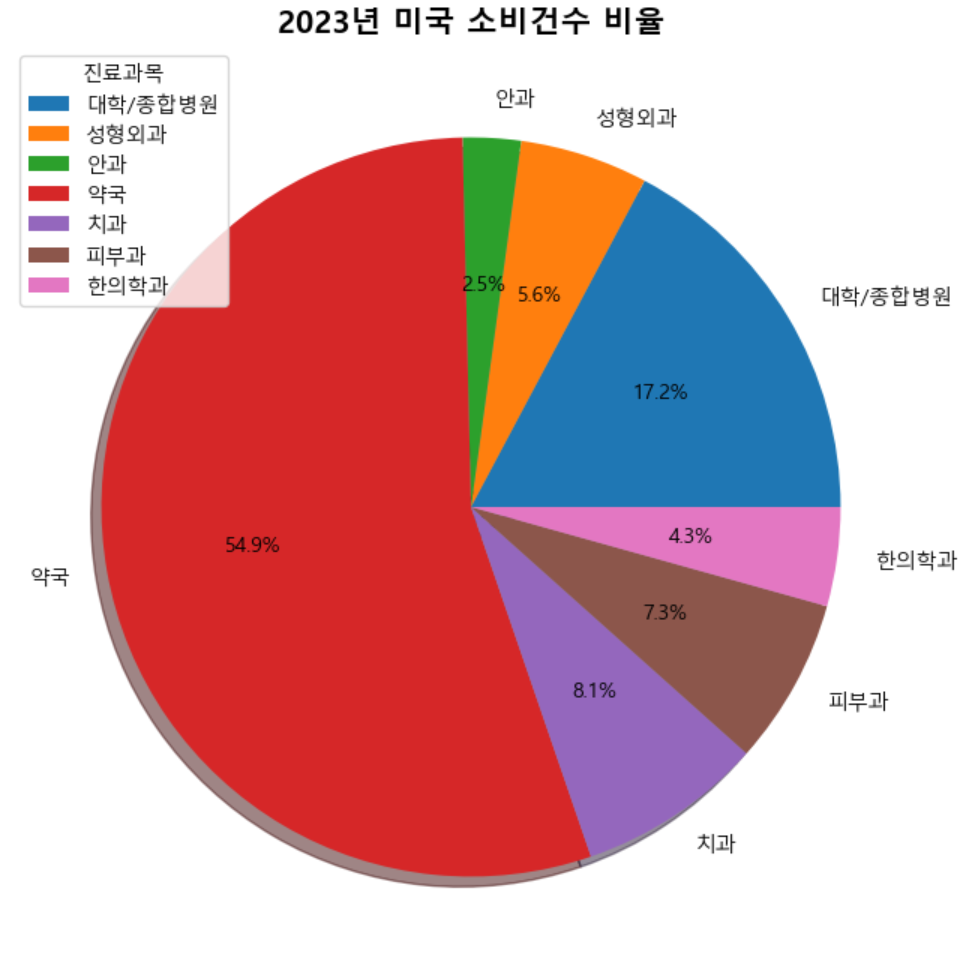 2023년 미국 소비건수 비율
진료과목
대학/종합병원
성형외과
안과
약국
치과
피부과
한의학과
안과
성형외과
대학/종합병원
한의학과
피부과
치과
약국
2.5%
5.6%
17.2%
4.3%
7.3%
8.1%
54.9%